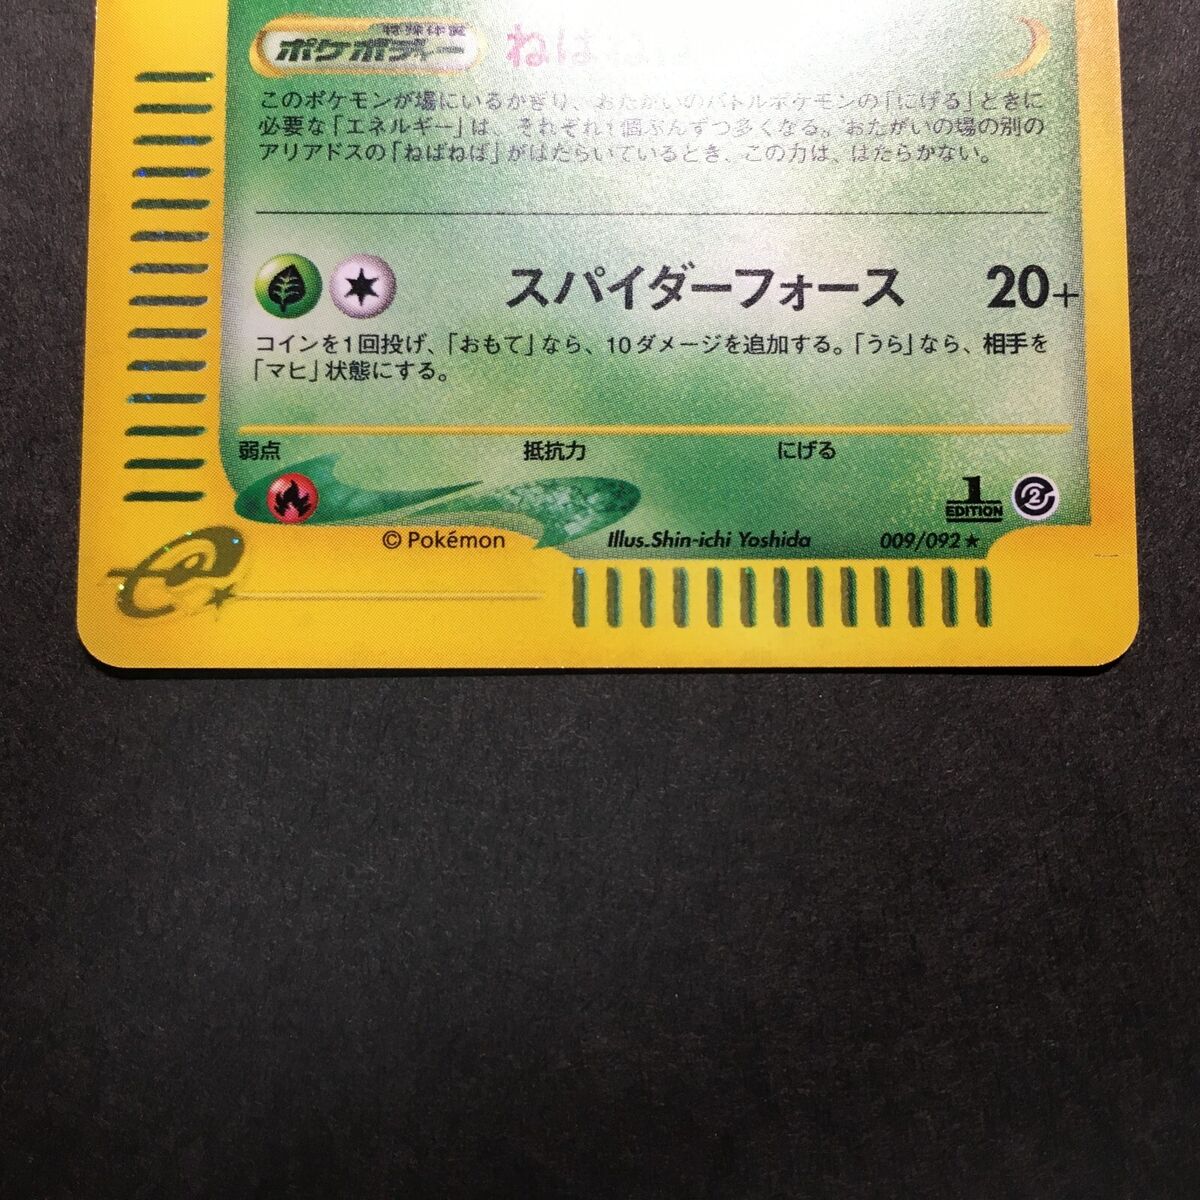 特殊体質
ポケボディー ねばねば
このポケモンが場にいるかぎり、おたがいのバトルポケモンの「にげる」ときに
必要な「エネルギー」は、それぞれ1個ぶんずつ多くなる。おたがいの場の別の
アリアドスの「ねばねば」がはたらいているとき、この力は、はたらかない。
スパイダーフォース 20+
コインを1回投げ、「おもて」なら、10ダメージを追加する。「うら」なら、相手を
「マヒ」状態にする。
弱点 抵抗力 にげる
1 EDITION 2
© Pokémon Illus. Shin-ichi Yoshida 009/092 ★
e